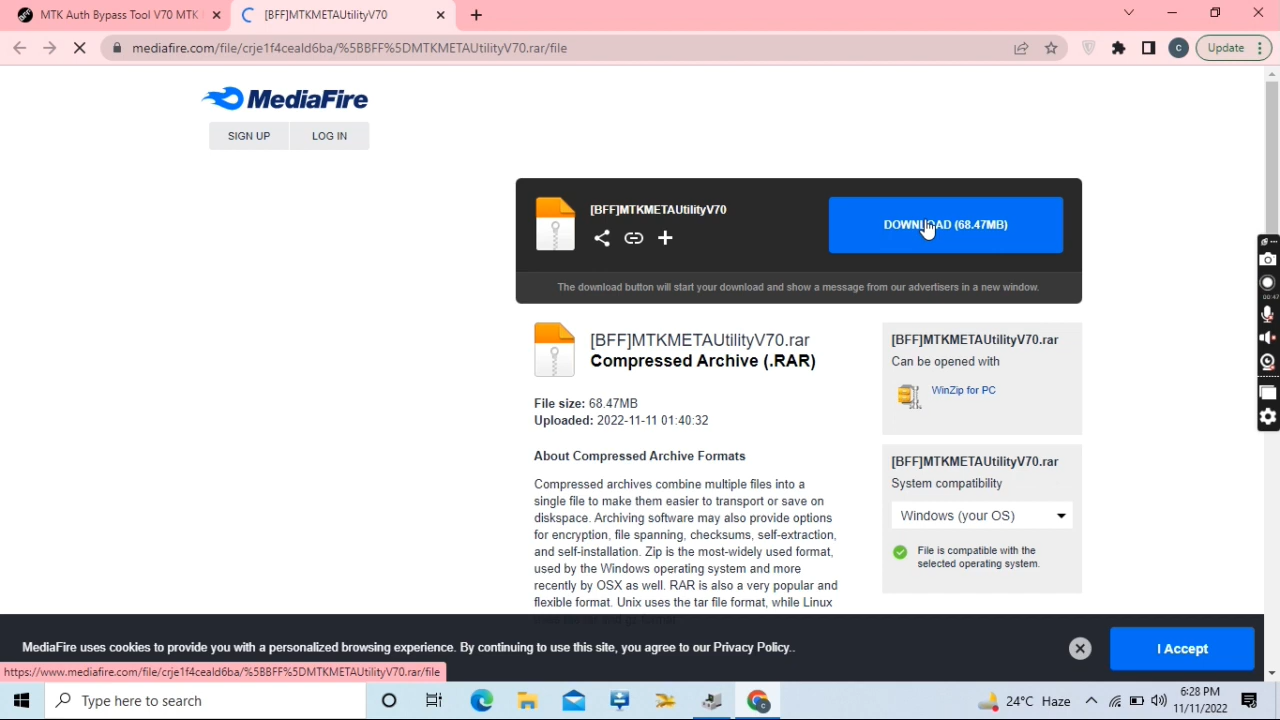 MTK Auth Bypass Tool V70 MTK
[BFF]MTKMETAUtilityV70
mediafire.com/file/crje1f4ceald6ba/%5BBFF%5DMTKMETAUtilityV70.rar/file
C
Update
MediaFire
SIGN UP
LOG IN
[BFF]MTKMETAUtilityV70
DOWNLOAD (68.47MB)
The download button will start your download and show a message from our advertisers in a new window.
[BFF]MTKMETAUtilityV70.rar
Compressed Archive (.RAR)
File size: 68.47MB
Uploaded: 2022-11-11 01:40:32
About Compressed Archive Formats
Compressed archives combine multiple files into a
single file to make them easier to transport or save on
diskspace. Archiving software may also provide options
for encryption, file spanning, checksums, self-extraction,
and self-installation. Zip is the most-widely used format,
used by the Windows operating system and more
recently by OSX as well. RAR is also a very popular and
flexible format. Unix uses the tar file format, while Linux
[BFF]MTKMETAUtilityV70.rar
Can be opened with
WinZip for PC
[BFF]MTKMETAUtilityV70.rar
System compatibility
Windows (your OS)
File is compatible with the
selected operating system.
00:47
MediaFire uses cookies to provide you with a personalized browsing experience. By continuing to use this site, you agree to our Privacy Policy..
I Accept
https://www.mediafire.com/file/crje1f4ceald6ba/%5BBFF%5DMTKMETAUtilityV70.rar/file
Type here to search
24°C Haze
6:28 PM
11/11/2022